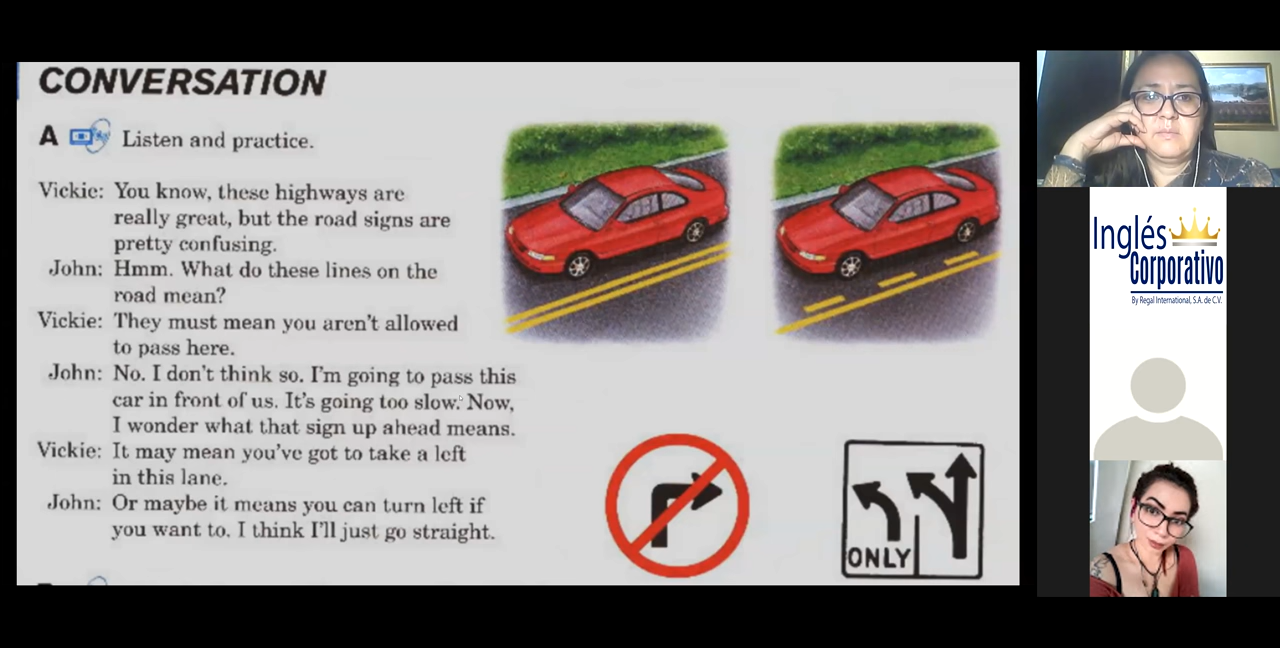 CONVERSATION
A Listen and practice.
Vickie: You know, these highways are
really great, but the road signs are
pretty confusing.
John: Hmm. What do these lines on the
road mean?
Vickie: They must mean you aren't allowed
to pass here.
John: No. I don't think so. I'm going to pass this
car in front of us. It's going too slow. Now,
I wonder what that sign up ahead means.
Vickie: It may mean you've got to take a left
in this lane.
John: Or maybe it means you can turn left if
you want to. I think I'll just go straight.
ONLY
Inglés
Corporativo
By Regal International, S.A. de C.V.